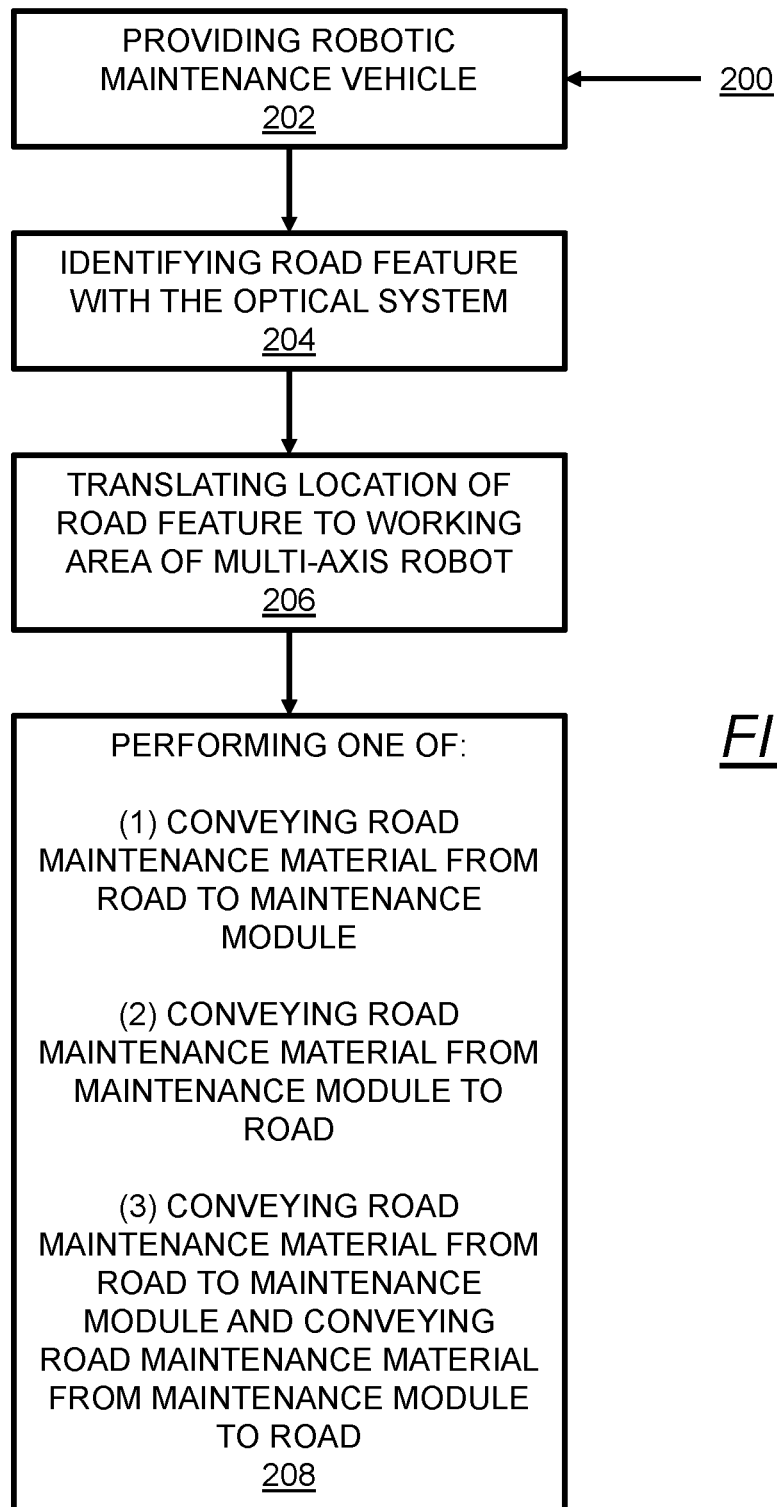 PROVIDING ROBOTIC
MAINTENANCE VEHICLE
202
200
IDENTIFYING ROAD FEATURE
WITH THE OPTICAL SYSTEM
204
TRANSLATING LOCATION OF
ROAD FEATURE TO WORKING
AREA OF MULTI-AXIS ROBOT
206
PERFORMING ONE OF:
(1) CONVEYING ROAD
MAINTENANCE MATERIAL FROM
ROAD TO MAINTENANCE
MODULE
(2) CONVEYING ROAD
MAINTENANCE MATERIAL FROM
MAINTENANCE MODULE TO
ROAD
(3) CONVEYING ROAD
MAINTENANCE MATERIAL FROM
ROAD TO MAINTENANCE
MODULE AND CONVEYING
ROAD MAINTENANCE MATERIAL
FROM MAINTENANCE MODULE
TO ROAD
208